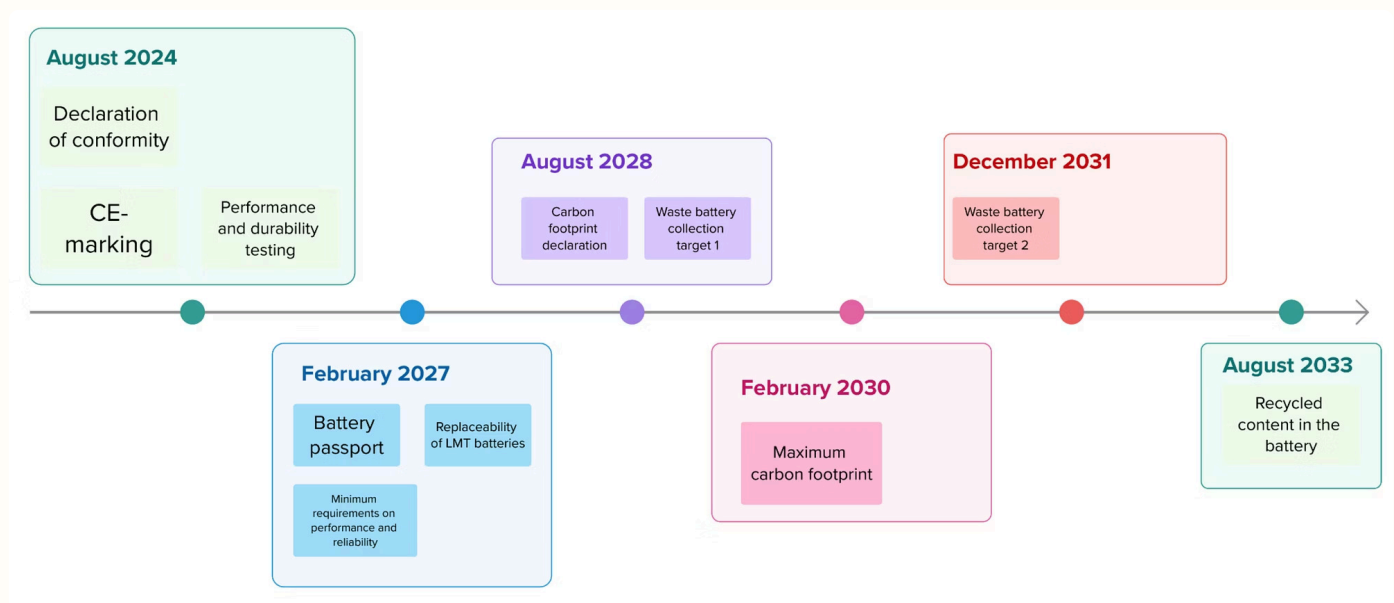 August 2024
Declaration
of conformity
CE-
marking
Performance
and durability
testing
February 2027
Battery
passport
Replaceability
of LMT batteries
Minimum
requirements on
performance and
reliability
August 2028
Carbon
footprint
declaration
Waste battery
collection
target 1
February 2030
Maximum
carbon footprint
December 2031
Waste battery
collection
target 2
August 2033
Recycled
content in the
battery